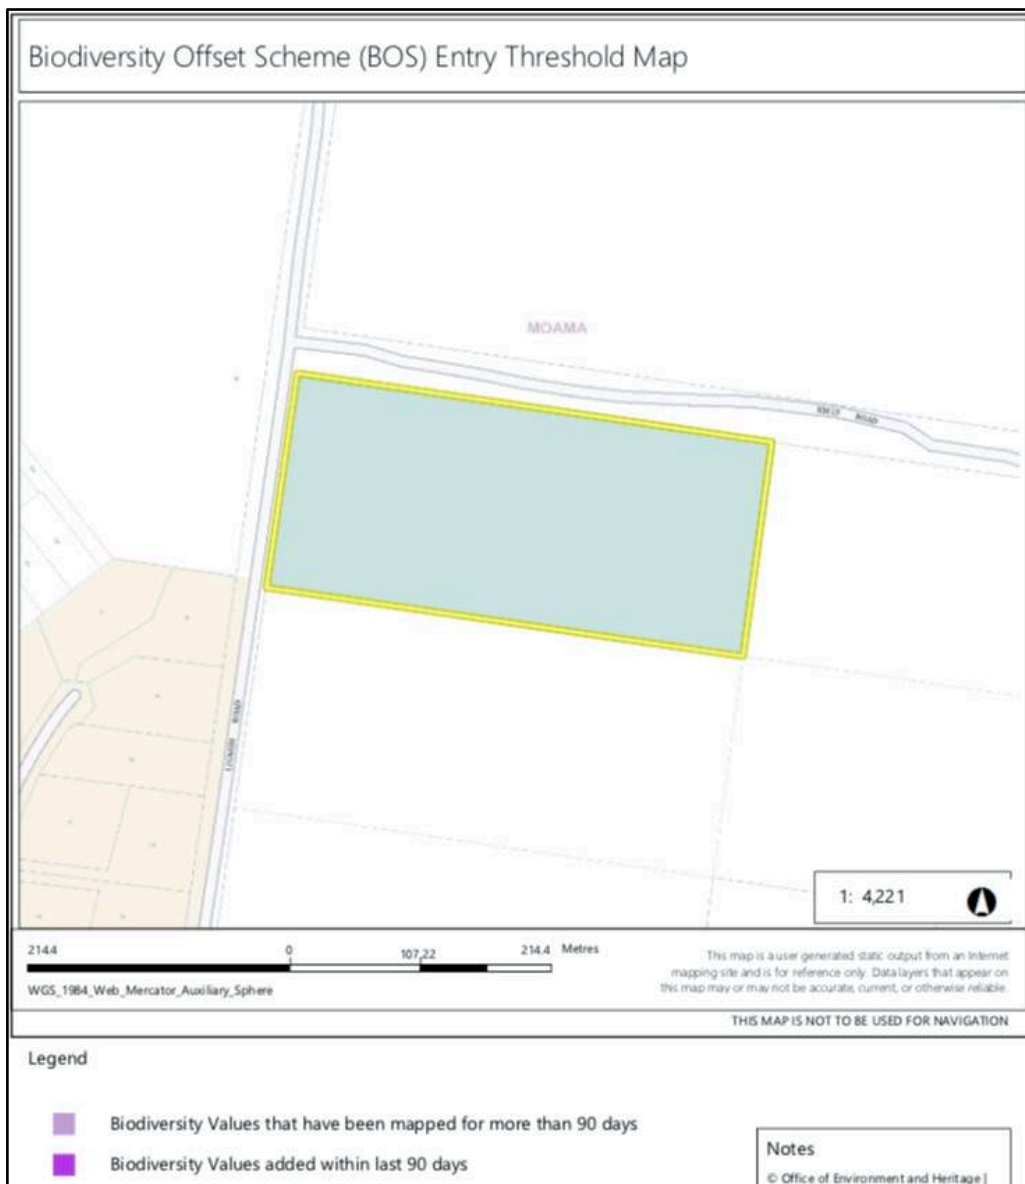 Biodiversity Offset Scheme (BOS) Entry Threshold Map
MOAMA
ROAD
ROAD
1: 4,221
214.4 0 107.22 214.4 Metres
WGS_1984_Web_Mercator_Auxiliary_Sphere
This map is a user generated static output from an Internet
mapping site and is for reference only. Data layers that appear on
this map may or may not be accurate, current, or otherwise reliable.
THIS MAP IS NOT TO BE USED FOR NAVIGATION
Legend
Biodiversity Values that have been mapped for more than 90 days
Biodiversity Values added within last 90 days
Notes
© Office of Environment and Heritage |